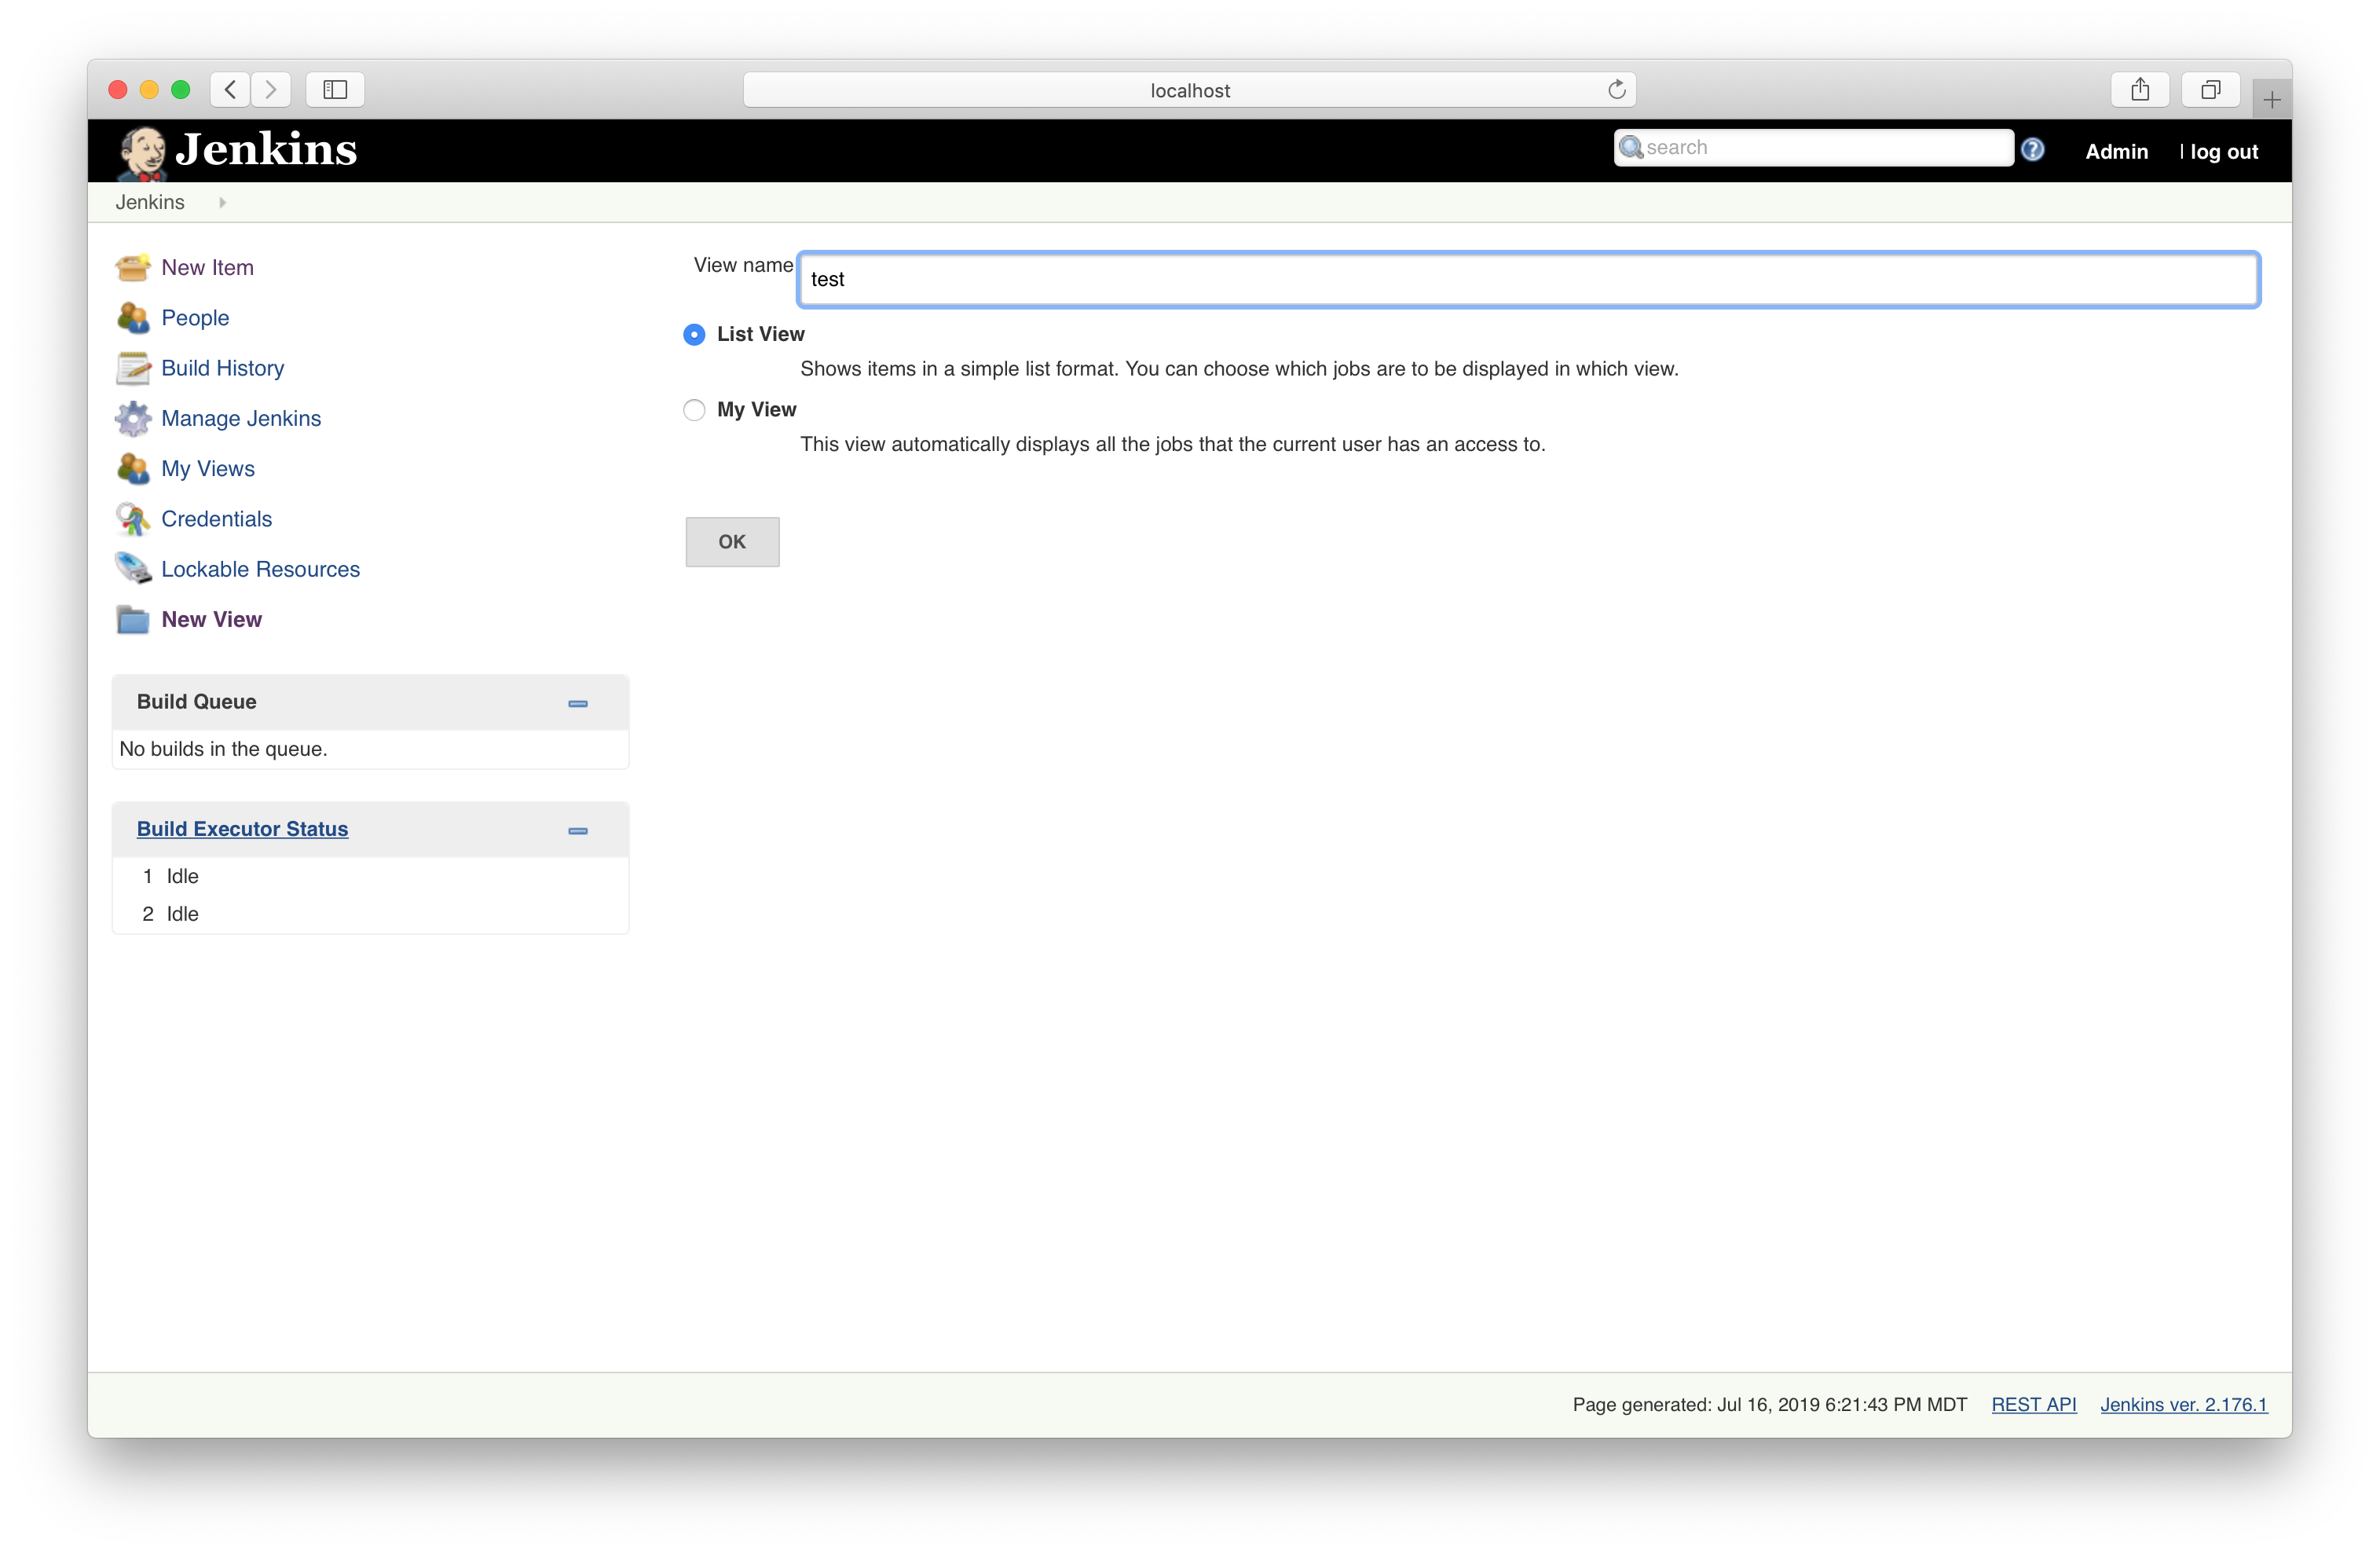 localhost
Jenkins
search
Admin
| log out
Jenkins
New Item
People
Build History
Manage Jenkins
My Views
Credentials
Lockable Resources
New View
Build Queue
No builds in the queue.
Build Executor Status
1 Idle
2 Idle
View name test
List View
Shows items in a simple list format. You can choose which jobs are to be displayed in which view.
My View
This view automatically displays all the jobs that the current user has an access to.
OK
Page generated: Jul 16, 2019 6:21:43 PM MDT REST API Jenkins ver. 2.176.1